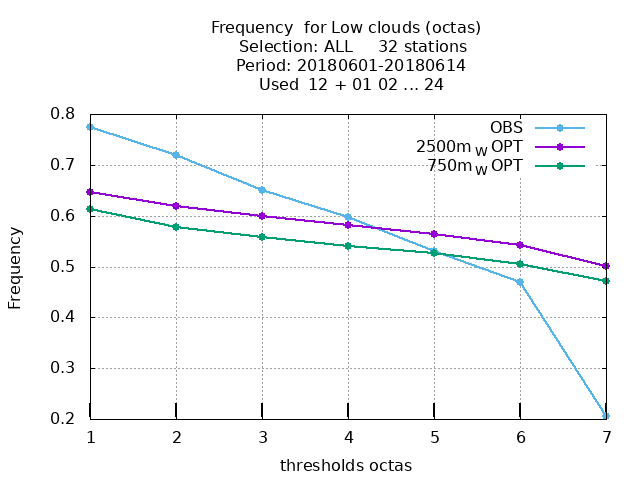 Frequency  for Low clouds (octas)
Selection: ALL     32 stations
Period: 20180601-20180614
Used  12 + 01 02 ... 24
OBS
2500m_W OPT
750m_W OPT
0.8
0.7
0.6
0.5
0.4
0.3
0.2
Frequency
1 2 3 4 5 6 7
thresholds octas